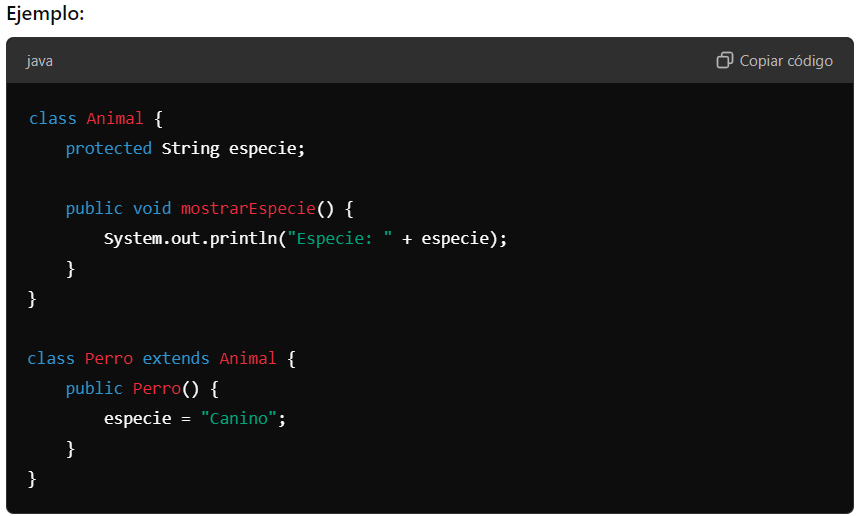 Ejemplo:
java
Copiar código
class Animal {
    protected String especie;
    public void mostrarEspecie() {
        System.out.println("Especie: " + especie);
    }
}
class Perro extends Animal {
    public Perro() {
        especie = "Canino";
    }
}